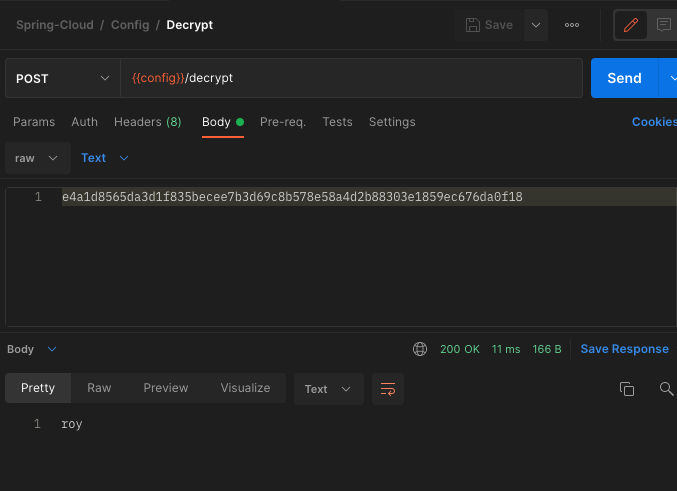 Spring-Cloud / Config / Decrypt Save
POST {{config}}/decrypt Send
Params Auth Headers (8) Body Pre-req. Tests Settings Cookies
raw Text
1 e4a1d8565da3d1f835becee7b3d69c8b578e58a4d2b88303e1859ec676da0f18
Body 200 OK 11 ms 166 B Save Response
Pretty Raw Preview Visualize Text
1 roy